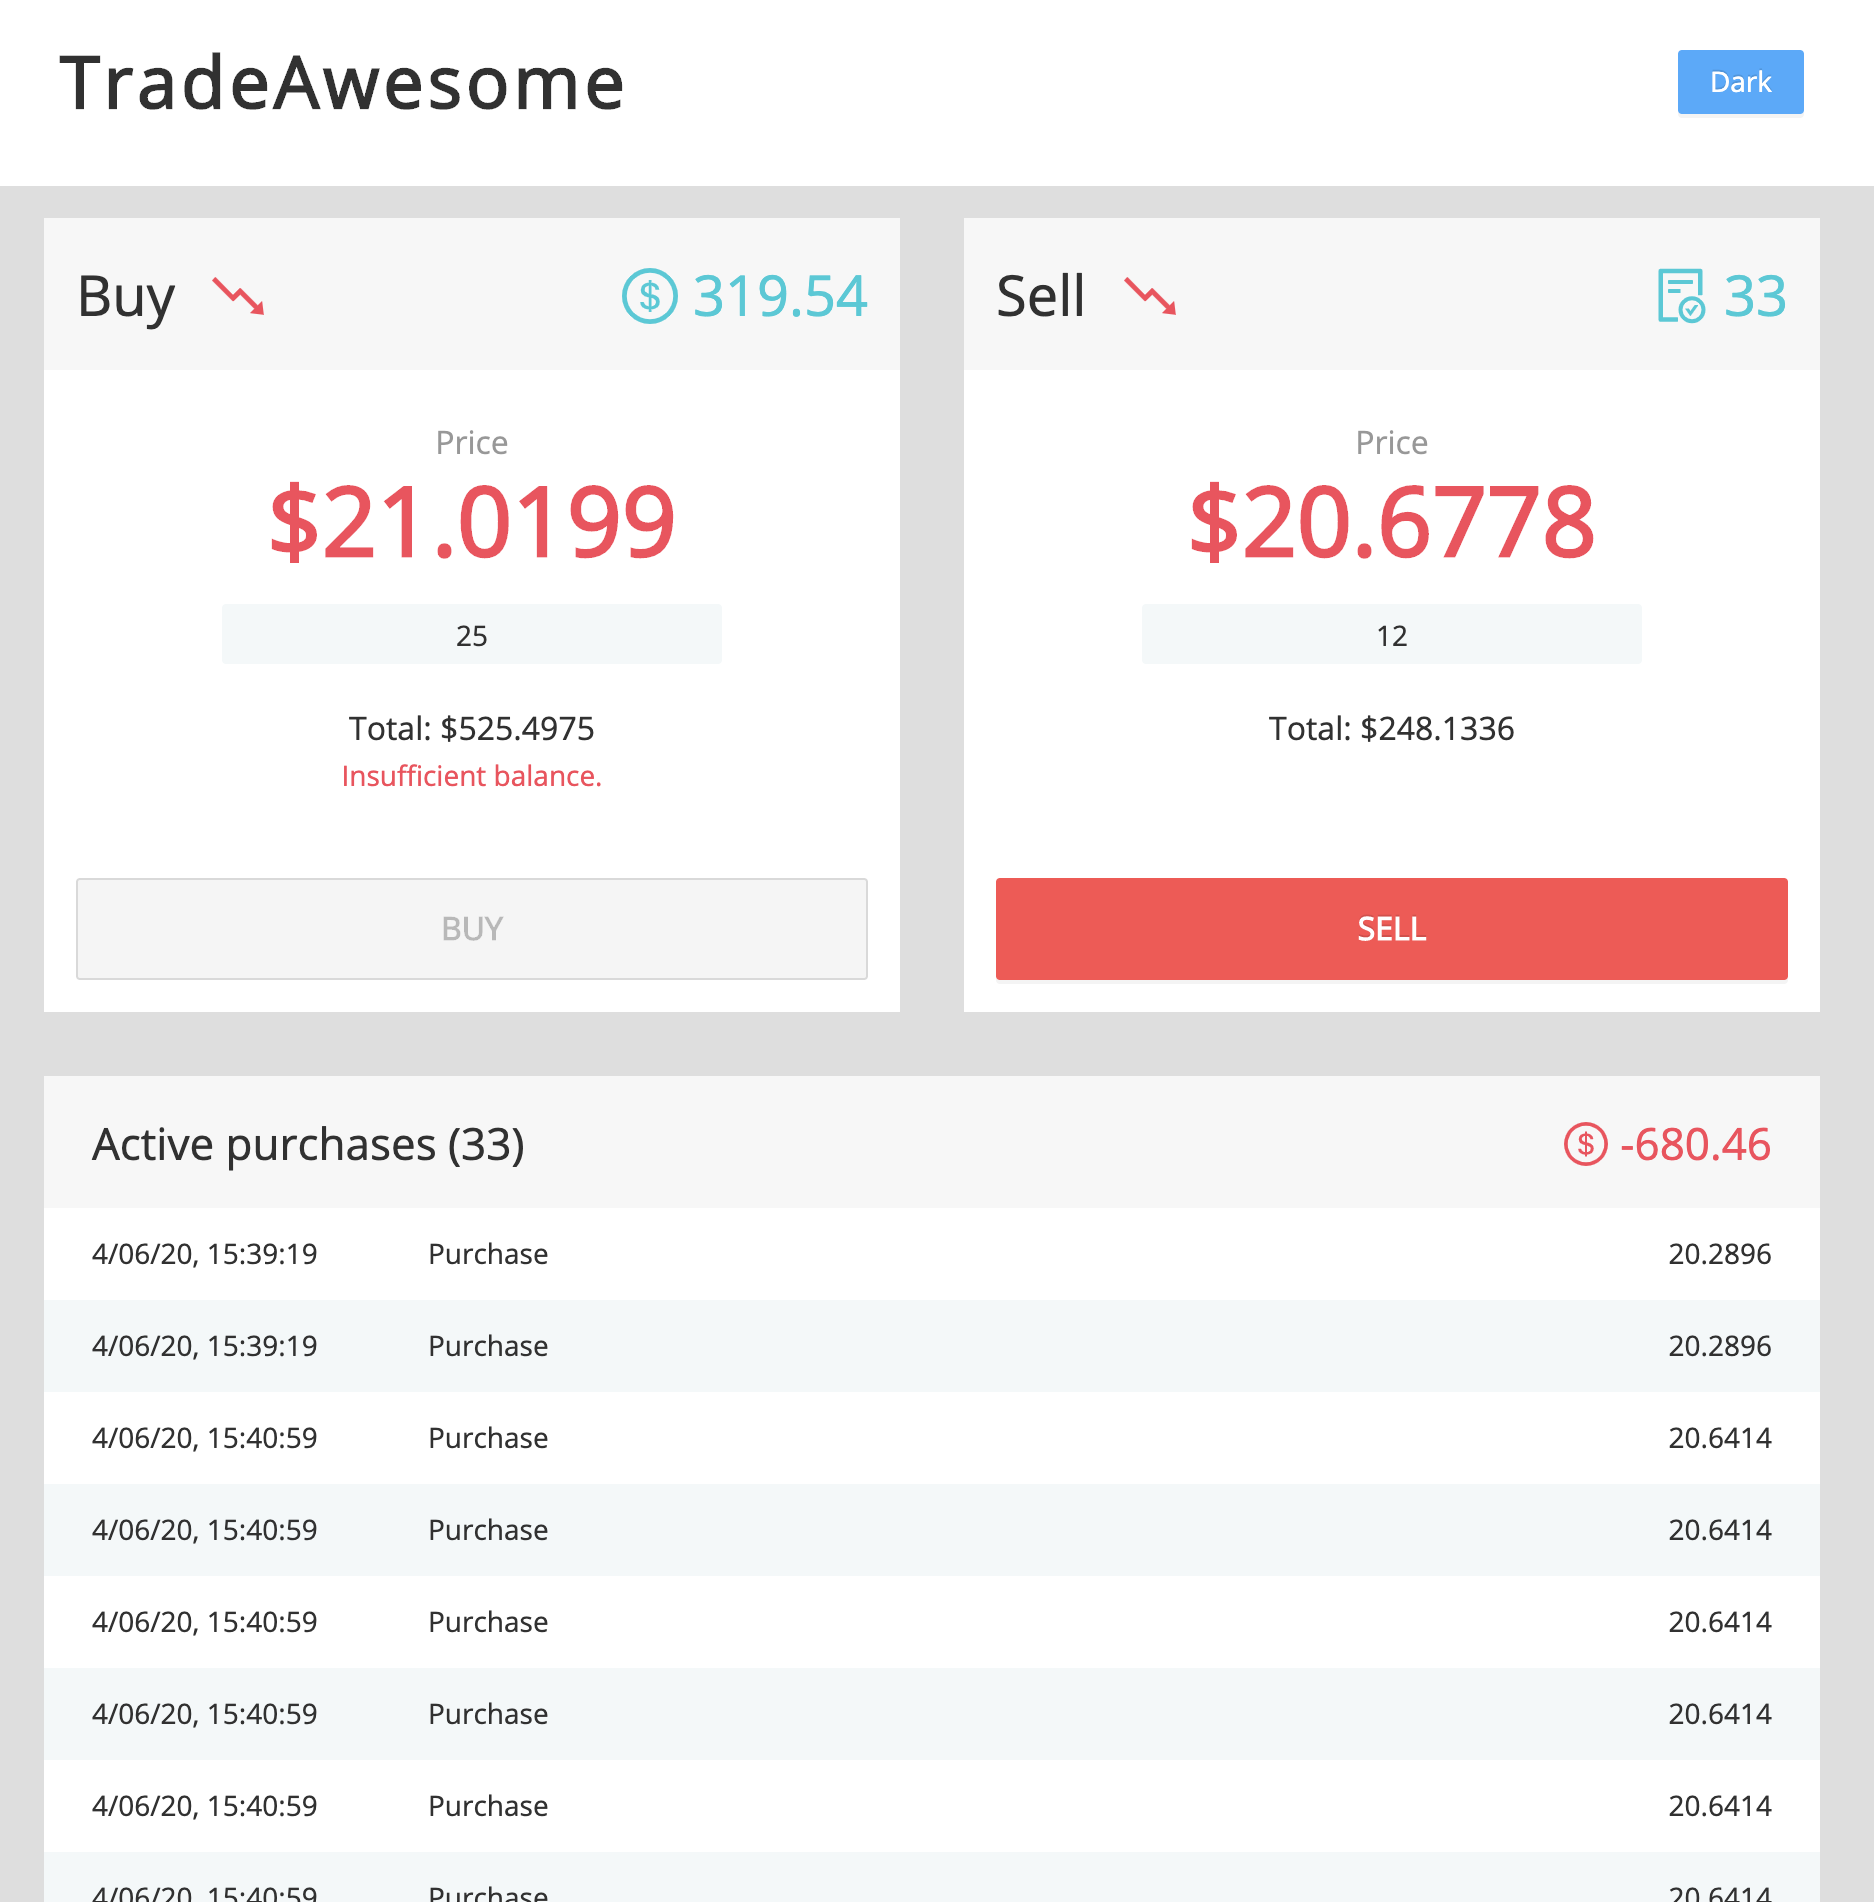 TradeAwesome
Dark
Buy $ 319.54
Sell 33
Price
$21.0199
25
Total: $525.4975
Insufficient balance.
BUY
Price
$20.6778
12
Total: $248.1336
SELL
Active purchases (33) $ -680.46
4/06/20, 15:39:19 Purchase 20.2896
4/06/20, 15:39:19 Purchase 20.2896
4/06/20, 15:40:59 Purchase 20.6414
4/06/20, 15:40:59 Purchase 20.6414
4/06/20, 15:40:59 Purchase 20.6414
4/06/20, 15:40:59 Purchase 20.6414
4/06/20, 15:40:59 Purchase 20.6414
4/06/20, 15:40:59 Purchase 20.6414